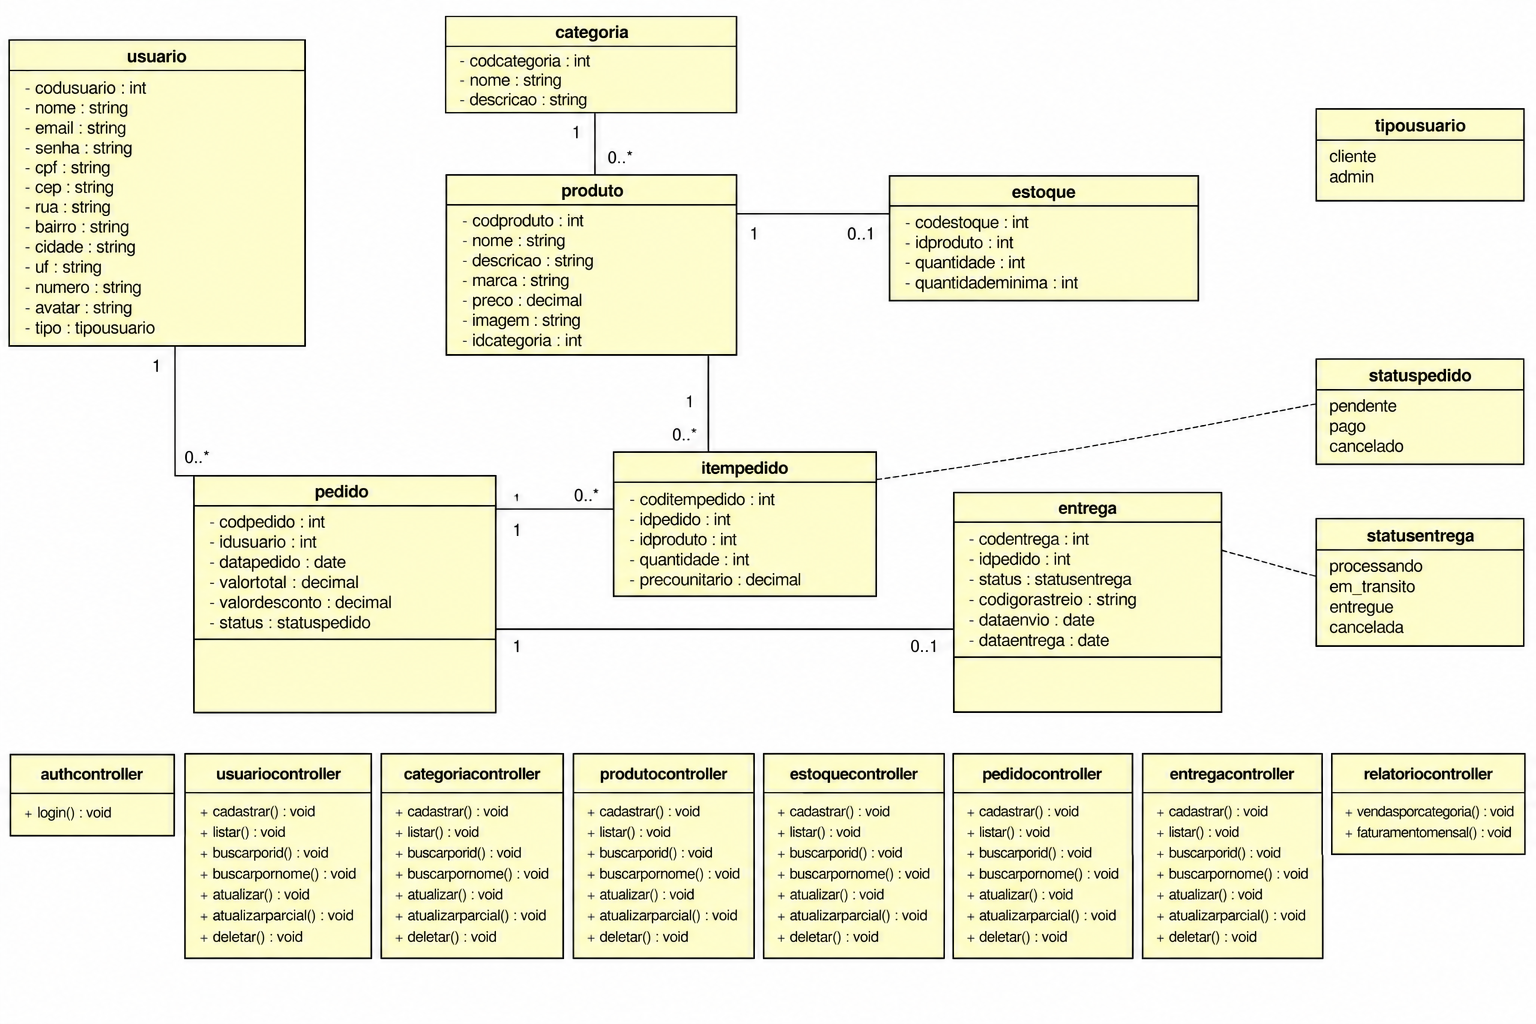 usuario
- codusuario : int
- nome : string
- email : string
- senha : string
- cpf : string
- cep : string
- rua : string
- bairro : string
- cidade : string
- uf : string
- numero : string
- avatar : string
- tipo : tipousuario
categoria
- codcategoria : int
- nome : string
- descricao : string
1
0..*
produto
- codproduto : int
- nome : string
- descricao : string
- marca : string
- preco : decimal
- imagem : string
- idcategoria : int
1
0..1
estoque
- codestoque : int
- idproduto : int
- quantidade : int
- quantidademinima : int
tipousuario
cliente
admin
1
0..*
1
0..*
statuspedido
pendente
pago
cancelado
pedido
- codpedido : int
- idusuario : int
- datapedido : date
- valortotal : decimal
- valordesconto : decimal
- status : statuspedido
1
0..*
1
itempedido
- coditempedido : int
- idpedido : int
- idproduto : int
- quantidade : int
- precounitario : decimal
1
0..1
entrega
- codentrega : int
- idpedido : int
- status : statusentrega
- codigorastreio : string
- dataenvio : date
- dataentrega : date
statusentrega
processando
em_transito
entregue
cancelada
authcontroller
+ login() : void
usuariocontroller
+ cadastrar() : void
+ listar() : void
+ buscarporid() : void
+ buscarpornome() : void
+ atualizar() : void
+ atualizarparcial() : void
+ deletar() : void
categoriacontroller
+ cadastrar() : void
+ listar() : void
+ buscarporid() : void
+ buscarpornome() : void
+ atualizar() : void
+ atualizarparcial() : void
+ deletar() : void
produtocontroller
+ cadastrar() : void
+ listar() : void
+ buscarporid() : void
+ buscarpornome() : void
+ atualizar() : void
+ atualizarparcial() : void
+ deletar() : void
estoquecontroller
+ cadastrar() : void
+ listar() : void
+ buscarporid() : void
+ buscarpornome() : void
+ atualizar() : void
+ atualizarparcial() : void
+ deletar() : void
pedidocontroller
+ cadastrar() : void
+ listar() : void
+ buscarporid() : void
+ buscarpornome() : void
+ atualizar() : void
+ atualizarparcial() : void
+ deletar() : void
entregacontroller
+ cadastrar() : void
+ listar() : void
+ buscarporid() : void
+ buscarpornome() : void
+ atualizar() : void
+ atualizarparcial() : void
+ deletar() : void
relatoriocontroller
+ vendasporcategoria() : void
+ faturamentomensal() : void